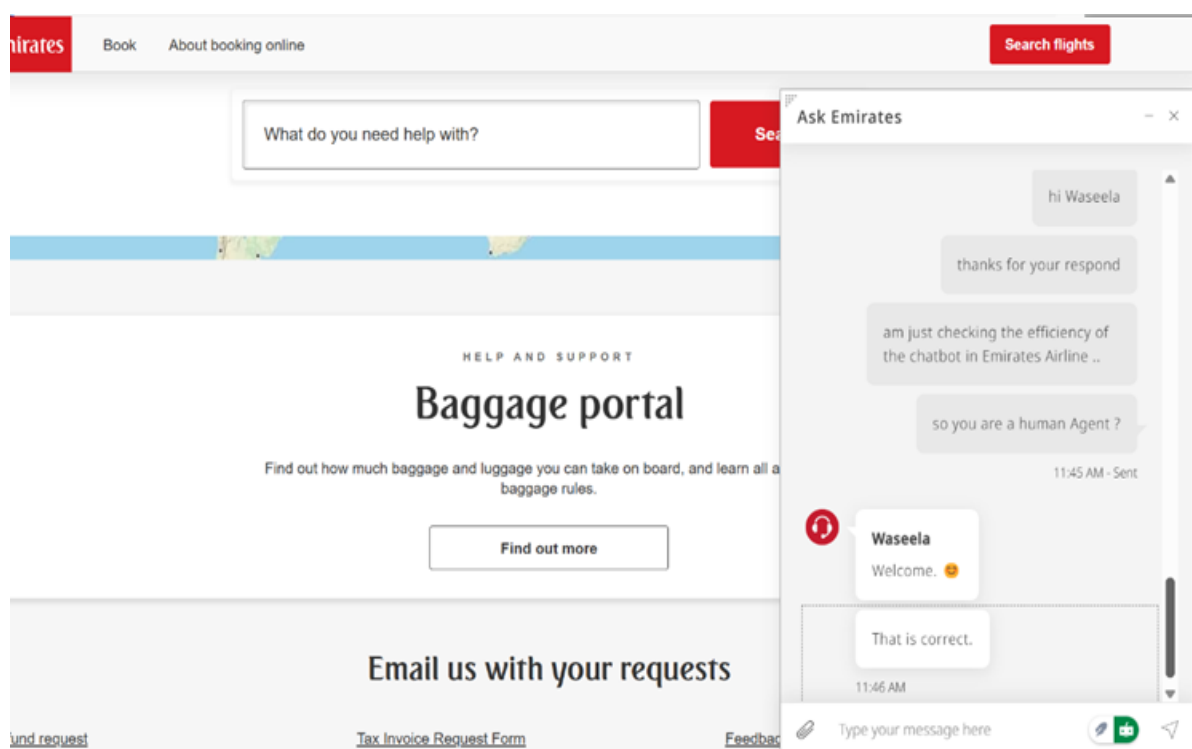 mirates
Book
About booking online
Search flights
What do you need help with?
Sea
HELP AND SUPPORT
Baggage portal
Find out how much baggage and luggage you can take on board, and learn all a
baggage rules.
Find out more
Email us with your requests
fund request
Tax Invoice Request Form
Feedbac
Ask Emirates
hi Waseela
thanks for your respond
am just checking the efficiency of
the chatbot in Emirates Airline ..
so you are a human Agent ?
11:45 AM - Sent
Waseela
Welcome. 😊
That is correct.
11:46 AM
Type your message here